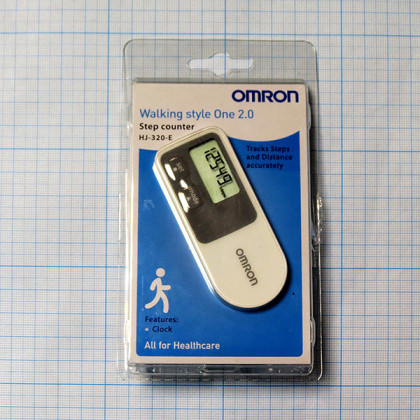 OMRON
Walking style One 2.0
Step counter
HJ-320-E
Tracks Steps
and Distance
accurately
12549
OMRON
Features:
• Clock
All for Healthcare